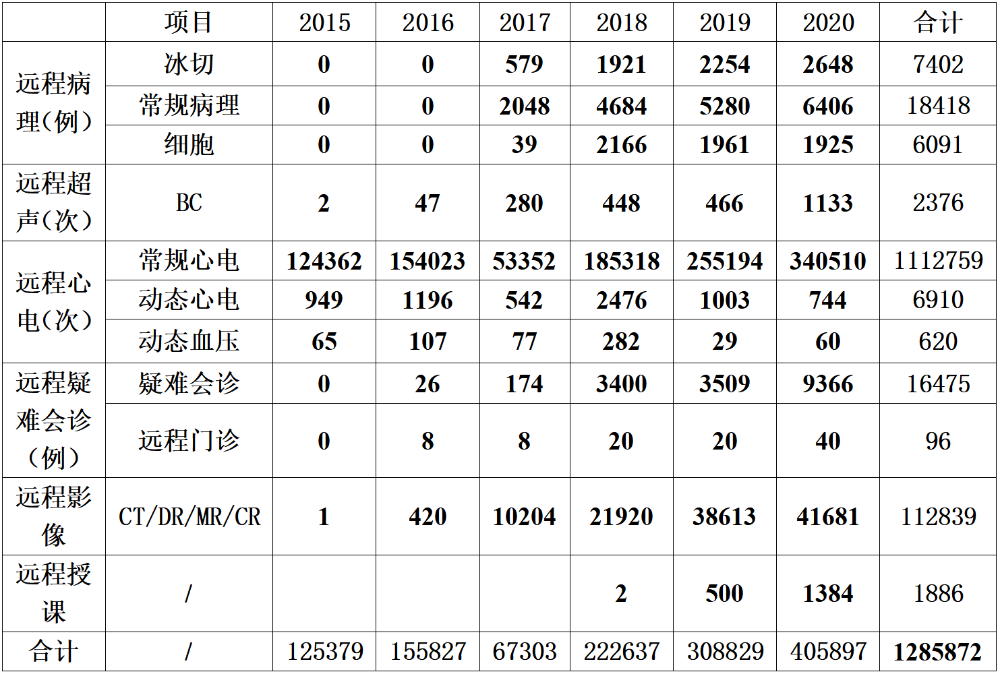 项目 2015 2016 2017 2018 2019 2020 合计
远程病理(例) 冰切 0 0 579 1921 2254 2648 7402
常规病理 0 0 2048 4684 5280 6406 18418
细胞 0 0 39 2166 1961 1925 6091
远程超声(次) BC 2 47 280 448 466 1133 2376
远程心电(次) 常规心电 124362 154023 53352 185318 255194 340510 1112759
动态心电 949 1196 542 2476 1003 744 6910
动态血压 65 107 77 282 29 60 620
远程疑难会诊（例） 疑难会诊 0 26 174 3400 3509 9366 16475
远程门诊 0 8 8 20 20 40 96
远程影像 CT/DR/MR/CR 1 420 10204 21920 38613 41681 112839
远程授课 / 2 500 1384 1886
合计 / 125379 155827 67303 222637 308829 405897 1285872